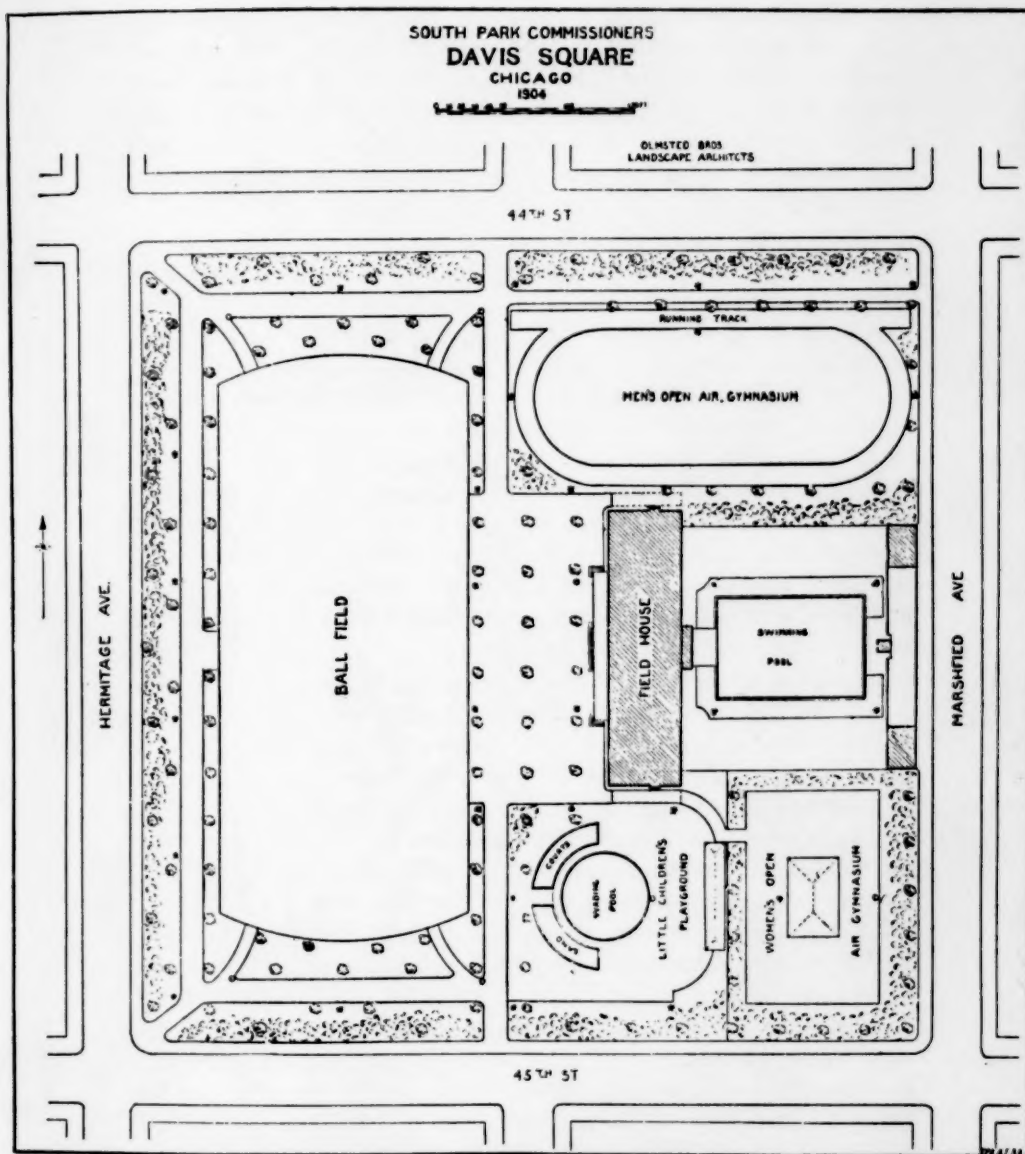 SOUTH PARK COMMISSIONERS
DAVIS SQUARE
CHICAGO
1904
OLMSTED BROS
LANDSCAPE ARCHITCTS
44TH ST
RUNNING TRACK
MEN'S OPEN AIR, GYMNASIUM
HERMITAGE AVE.
BALL FIELD
FIELD HOUSE
SWIMMING
POOL
MARSHFIELD AVE
COURTS
SAND
WADING
POOL
LITTLE CHILDREN'S
PLAYGROUND
WOMEN'S OPEN
AIR GYMNASIUM
45TH ST